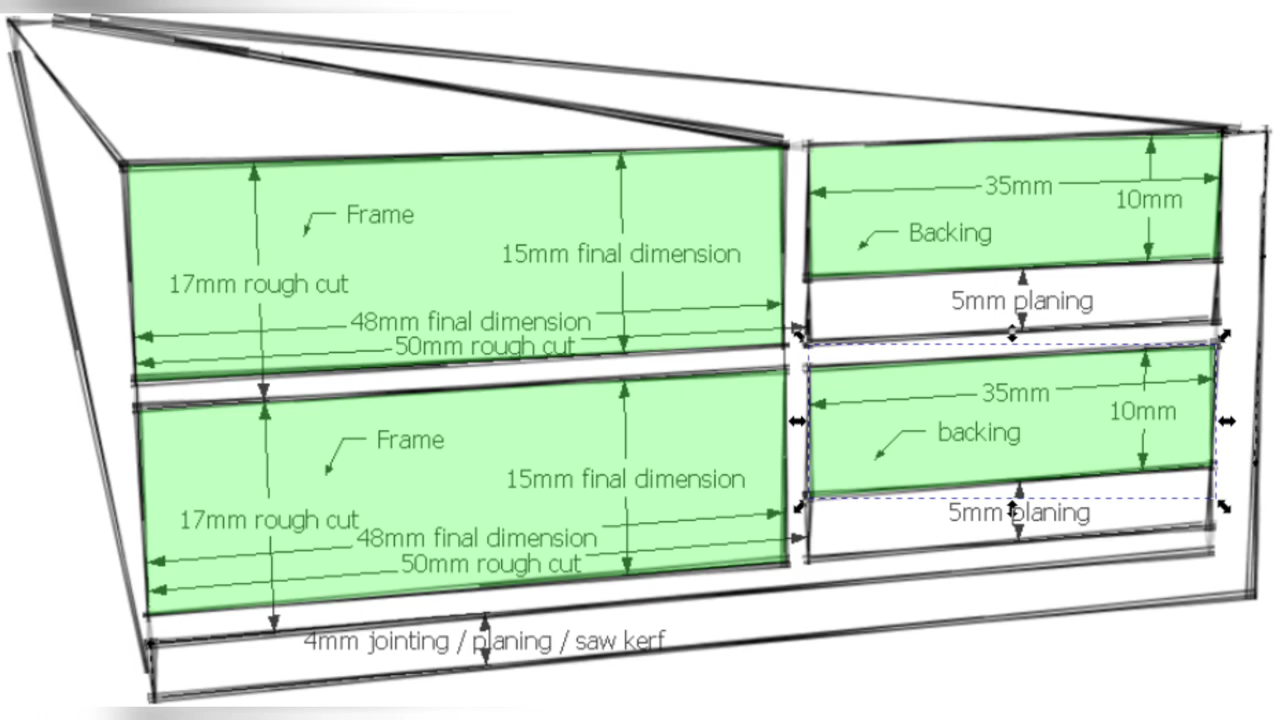 Frame
15mm final dimension
17mm rough cut
48mm final dimension
50mm rough cut
35mm
10mm
Backing
5mm planing
Frame
15mm final dimension
17mm rough cut
48mm final dimension
50mm rough cut
35mm
10mm
backing
5mm planing
4mm jointing / planing / saw kerf